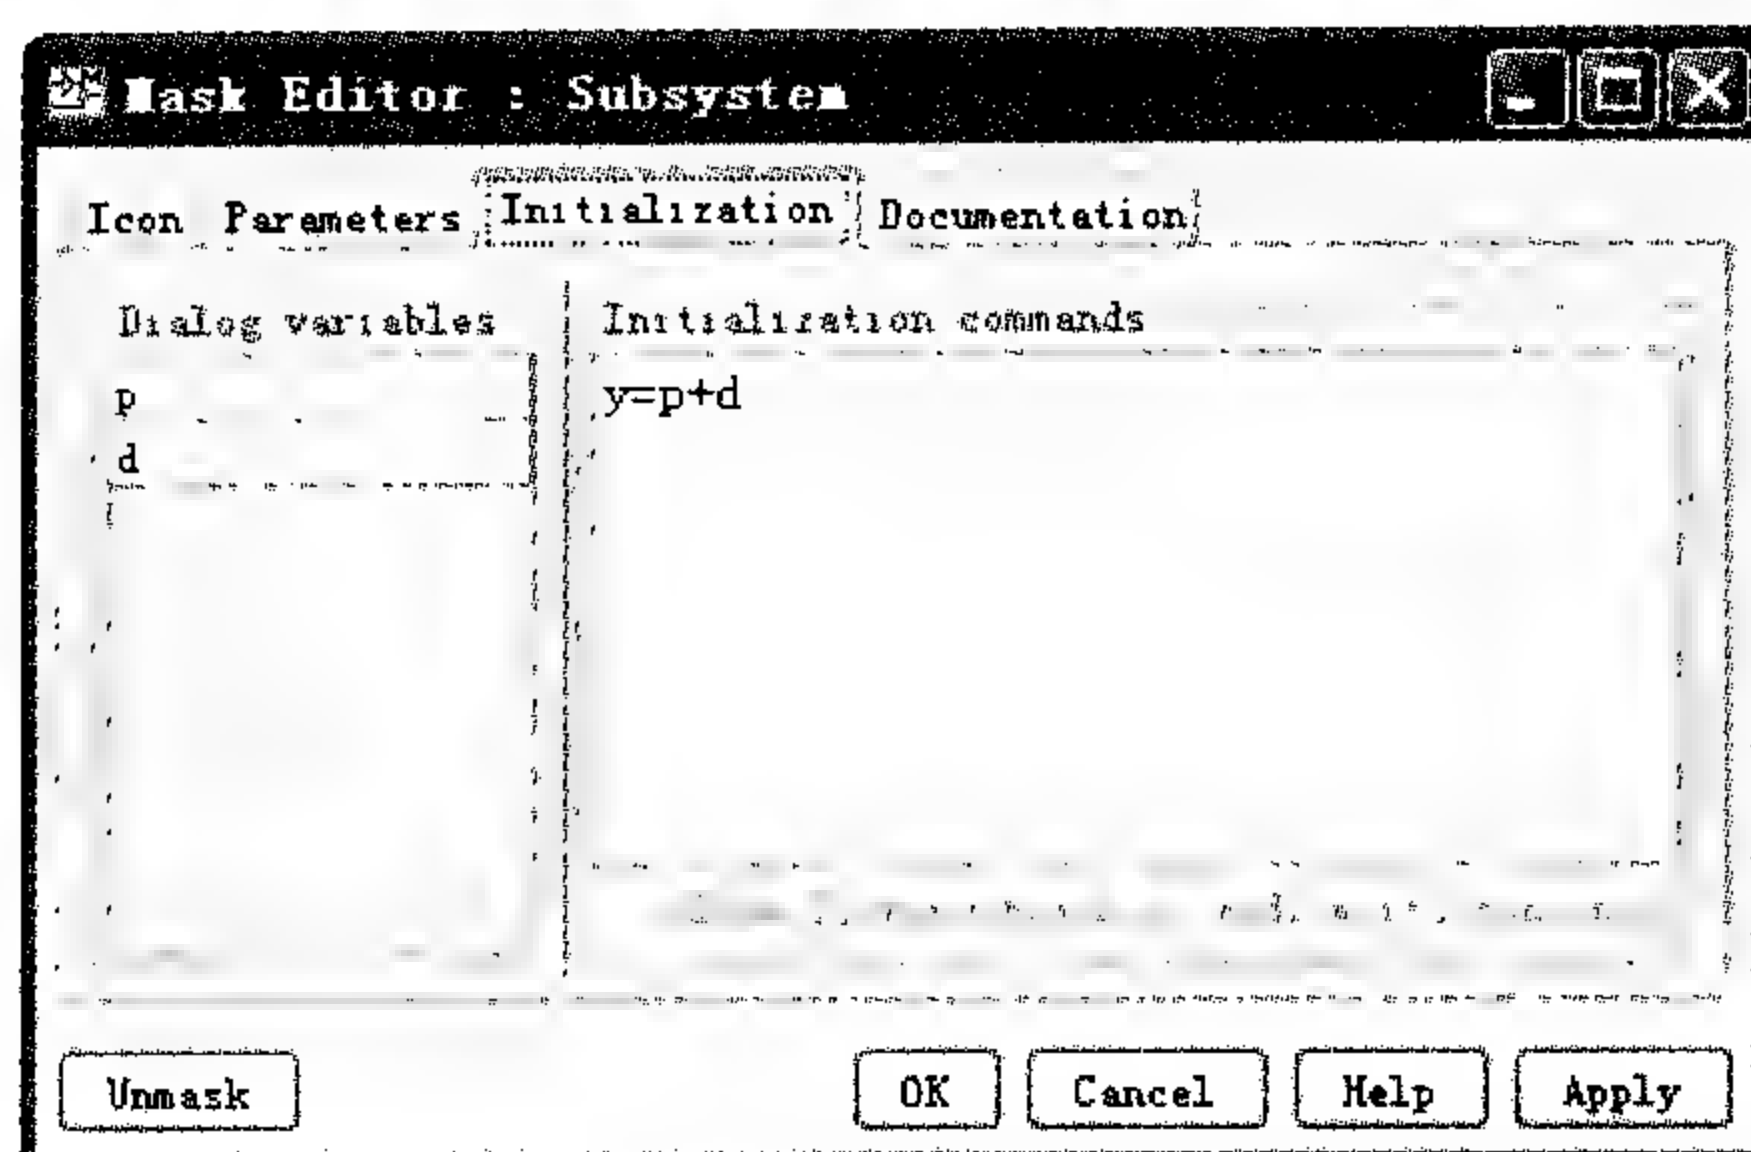 Mask Editor : Subsystem
Icon Parameters Initialization Documentation
Dialog variables
Initialization commands
p
y=p+d
d
Unmask OK Cancel Help Apply